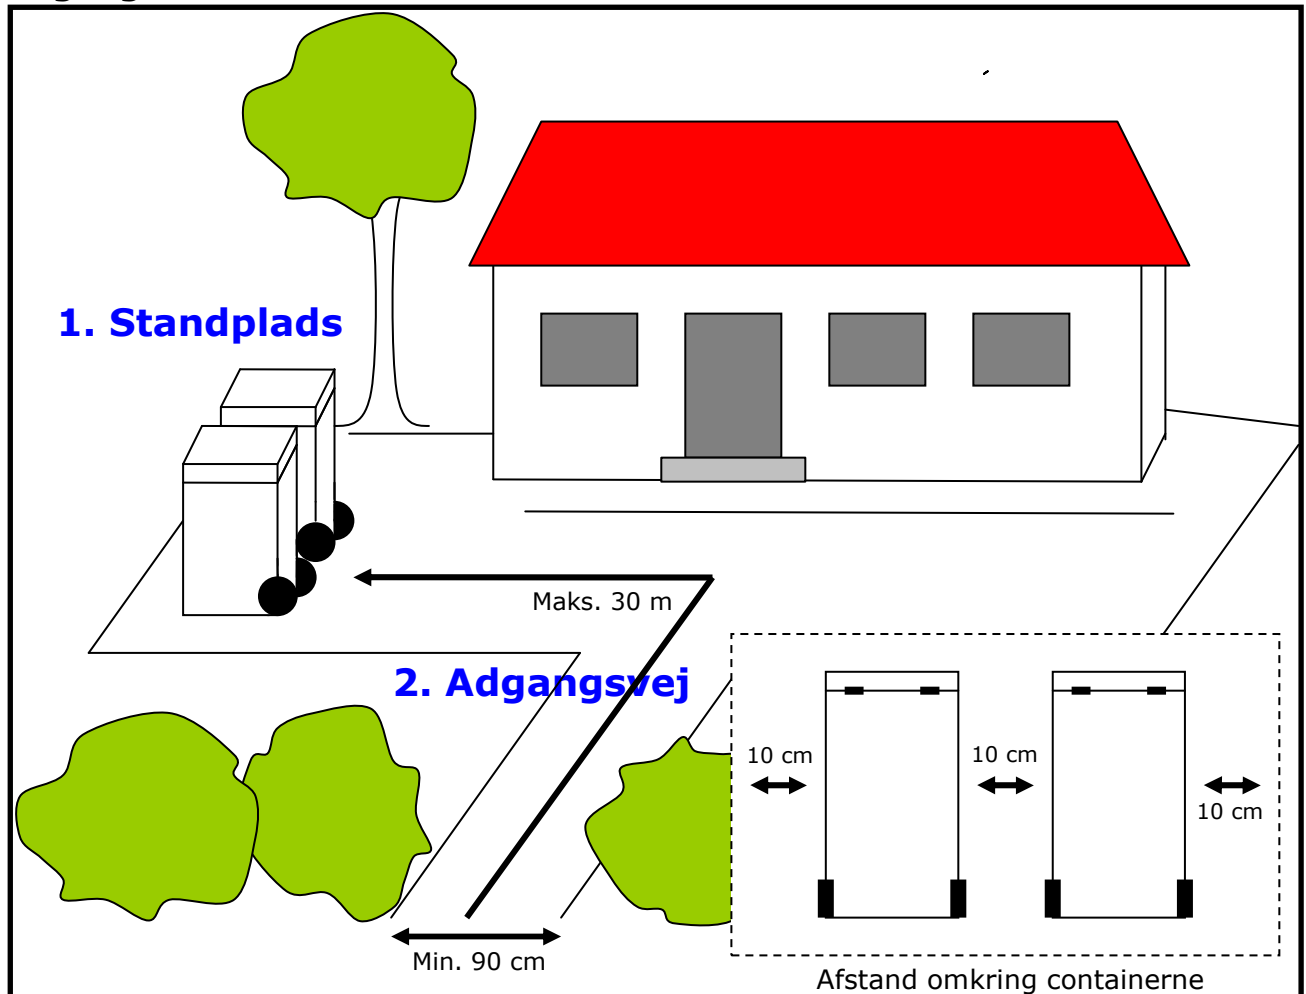 1. Standplads
Maks. 30 m
2. Adgangsvej
10 cm
10 cm
10 cm
Min. 90 cm
Afstand omkring containerne